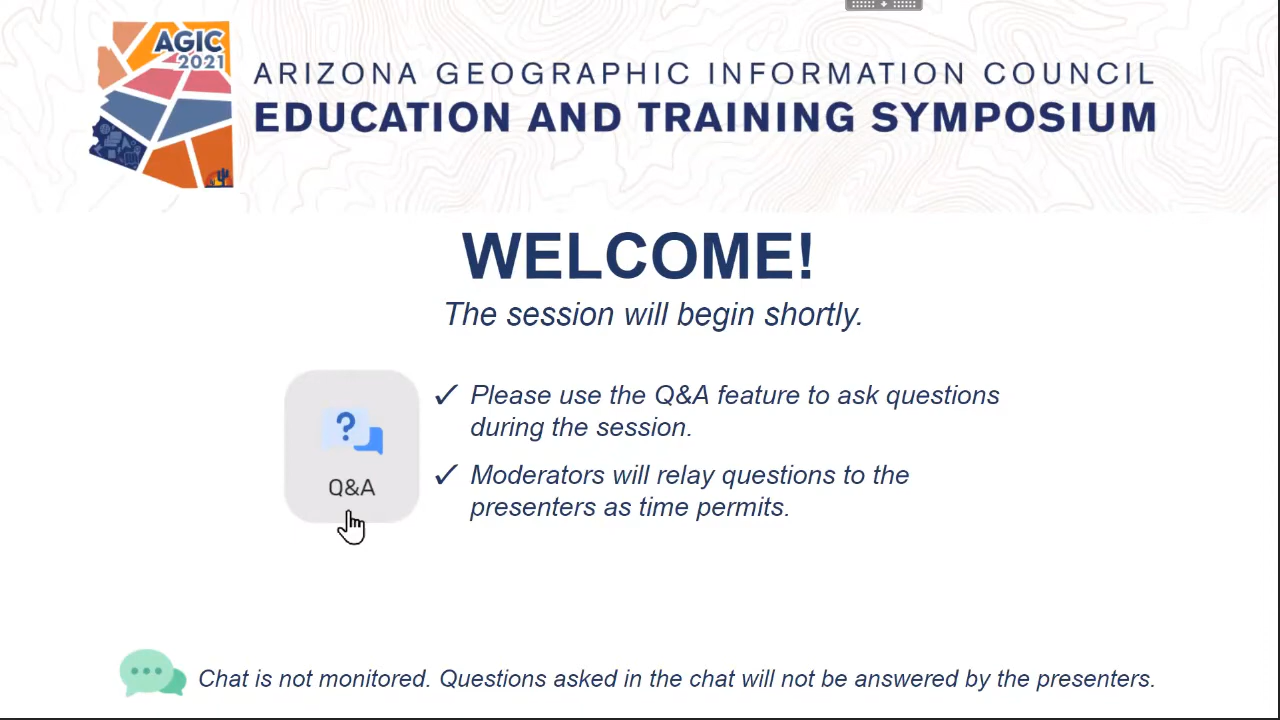 AGIC
2021
ARIZONA GEOGRAPHIC INFORMATION COUNCIL
EDUCATION AND TRAINING SYMPOSIUM
WELCOME!
The session will begin shortly.
✓ Please use the Q&A feature to ask questions
during the session.
✓ Moderators will relay questions to the
presenters as time permits.
?
Q&A
Chat is not monitored. Questions asked in the chat will not be answered by the presenters.